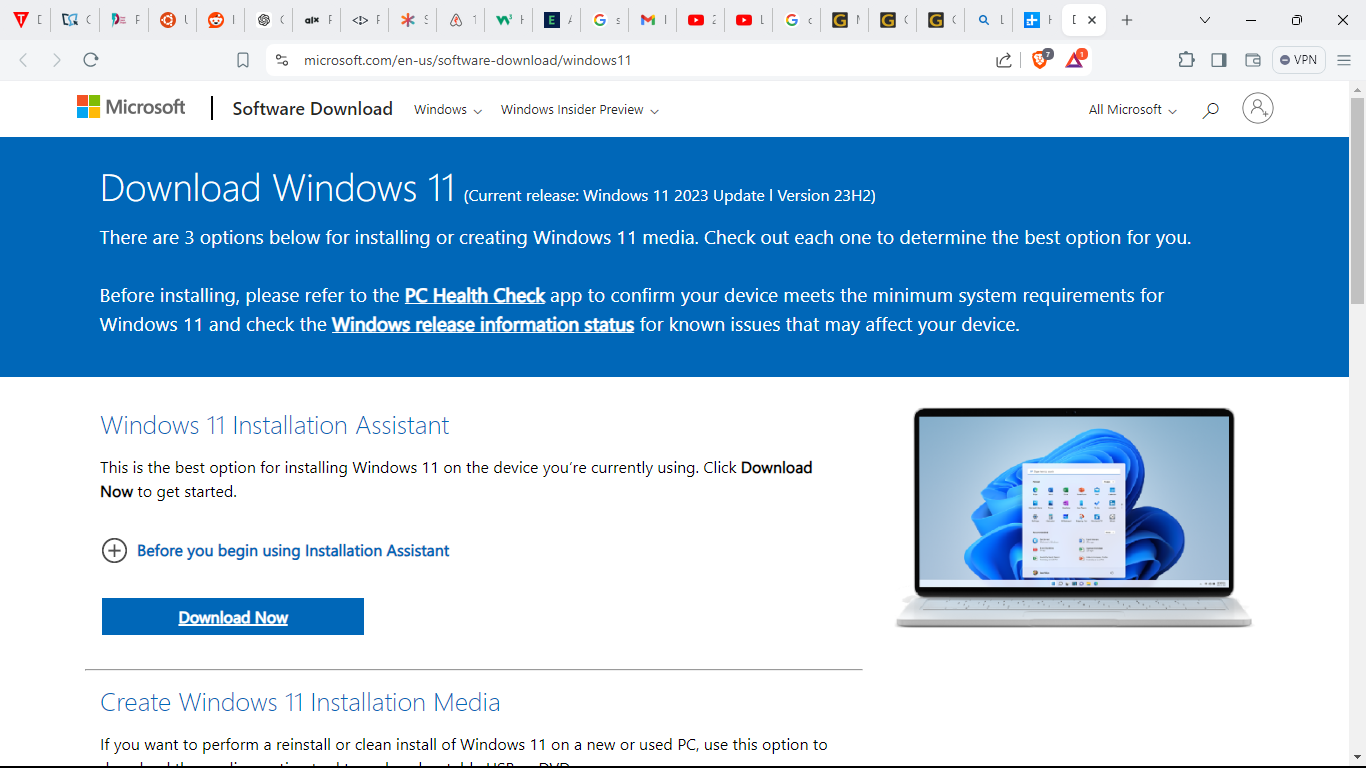 microsoft.com/en-us/software-download/windows11
7
1
VPN
Microsoft
Software Download
Windows
Windows Insider Preview
All Microsoft
Download Windows 11 (Current release: Windows 11 2023 Update l Version 23H2)
There are 3 options below for installing or creating Windows 11 media. Check out each one to determine the best option for you.
Before installing, please refer to the PC Health Check app to confirm your device meets the minimum system requirements for
Windows 11 and check the Windows release information status for known issues that may affect your device.
Windows 11 Installation Assistant
This is the best option for installing Windows 11 on the device you’re currently using. Click Download
Now to get started.
Before you begin using Installation Assistant
Download Now
Create Windows 11 Installation Media
If you want to perform a reinstall or clean install of Windows 11 on a new or used PC, use this option to